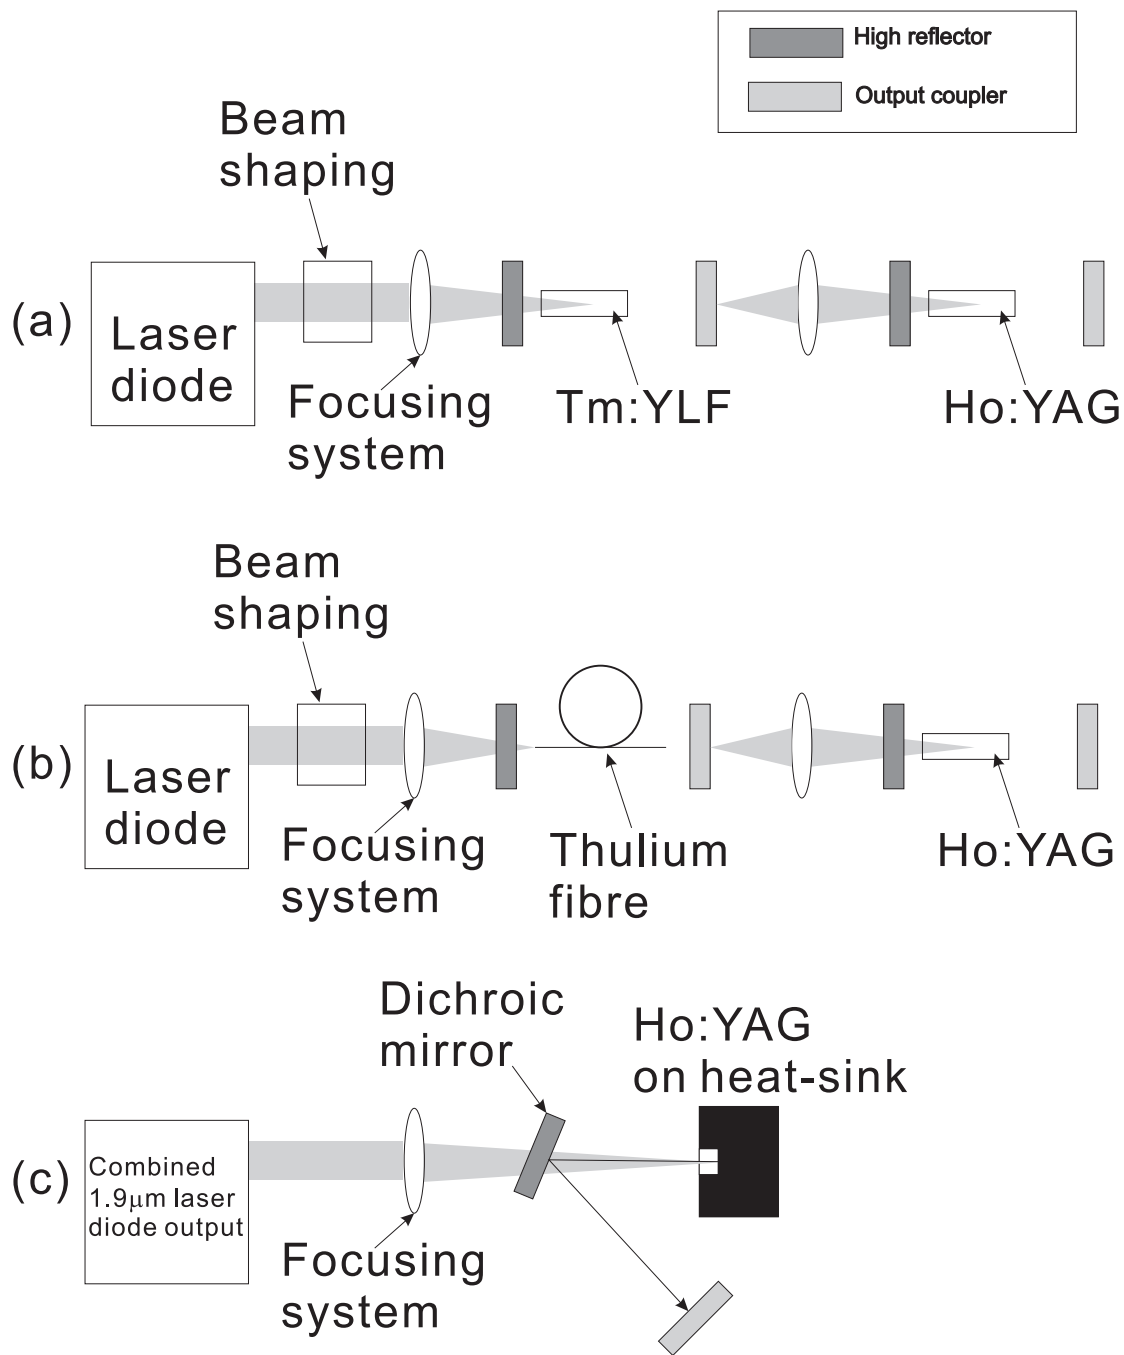 High reflector
Output coupler
Beam
shaping
(a)
Laser
diode
Focusing
system
Tm:YLF
Ho:YAG
Beam
shaping
(b)
Laser
diode
Focusing
system
Thulium
fibre
Ho:YAG
Dichroic
mirror
Ho:YAG
on heat-sink
(c)
Combined
1.9μm laser
diode output
Focusing
system